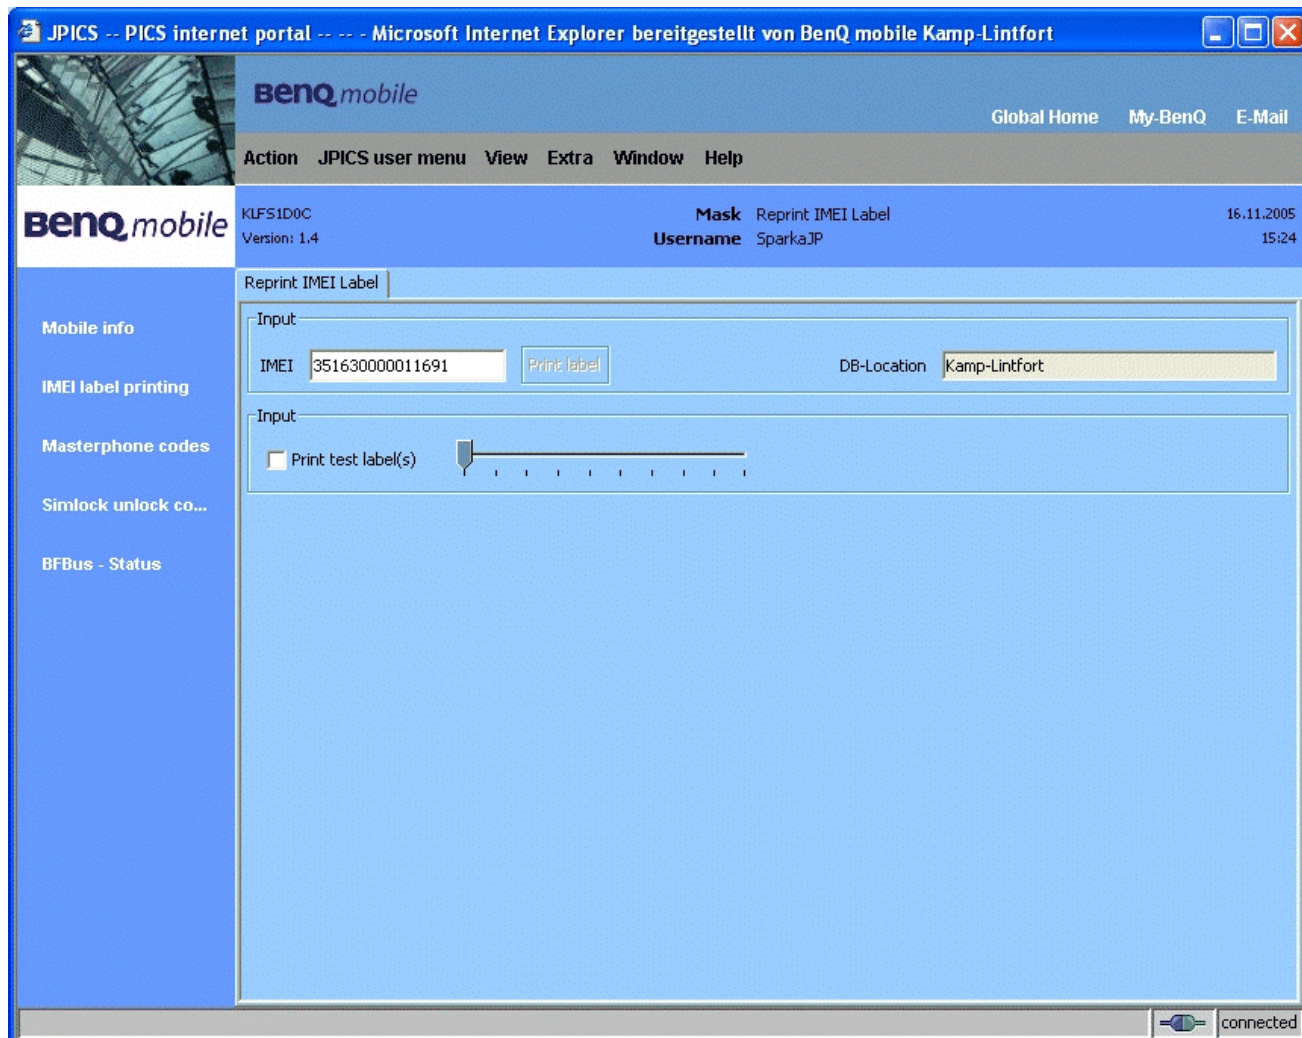 JPICS -- PICS internet portal -- -- - Microsoft Internet Explorer bereitgestellt von BenQ mobile Kamp-Lintfort
BenQ mobile
Global Home My-BenQ E-Mail
Action JPICS user menu View Extra Window Help
BenQ mobile
KLFS1D0C Mask Reprint IMEI Label 16.11.2005
Version: 1.4 Username SparkaJP 15:24
Reprint IMEI Label
Input
IMEI 351630000011691 Print label DB-Location Kamp-Lintfort
Input
Print test label(s)
Mobile info
IMEI label printing
Masterphone codes
Simlock unlock co...
BFBus - Status
connected